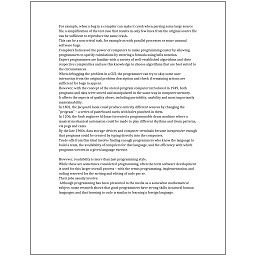 For example, when a bug in a compiler can make it crash when parsing some large source
file, a simplification of the test case that results in only few lines from the original source file
can be sufficient to reproduce the same crash.
This can be a non-trivial task, for example as with parallel processes or some unusual
software bugs.
Compilers harnessed the power of computers to make programming easier by allowing
programmers to specify calculations by entering a formula using infix notation.
Expert programmers are familiar with a variety of well-established algorithms and their
respective complexities and use this knowledge to choose algorithms that are best suited to
the circumstances.
When debugging the problem in a GUI, the programmer can try to skip some user
interaction from the original problem description and check if remaining actions are
sufficient for bugs to appear.
However, with the concept of the stored-program computer introduced in 1949, both
programs and data were stored and manipulated in the same way in computer memory.
It affects the aspects of quality above, including portability, usability and most importantly
maintainability.
In 1801, the Jacquard loom could produce entirely different weaves by changing the
"program" – a series of pasteboard cards with holes punched in them.
In 1206, the Arab engineer Al-Jazari invented a programmable drum machine where a
musical mechanical automaton could be made to play different rhythms and drum patterns,
via pegs and cams.
By the late 1960s, data storage devices and computer terminals became inexpensive enough
that programs could be created by typing directly into the computers.
Trade-offs from this ideal involve finding enough programmers who know the language to
build a team, the availability of compilers for that language, and the efficiency with which
programs written in a given language execute.
However, readability is more than just programming style.
While these are sometimes considered programming, often the term software development
is used for this larger overall process – with the terms programming, implementation, and
coding reserved for the writing and editing of code per se.
Their jobs usually involve:
Although programming has been presented in the media as a somewhat mathematical
subject, some research shows that good programmers have strong skills in natural human
languages, and that learning to code is similar to learning a foreign language.